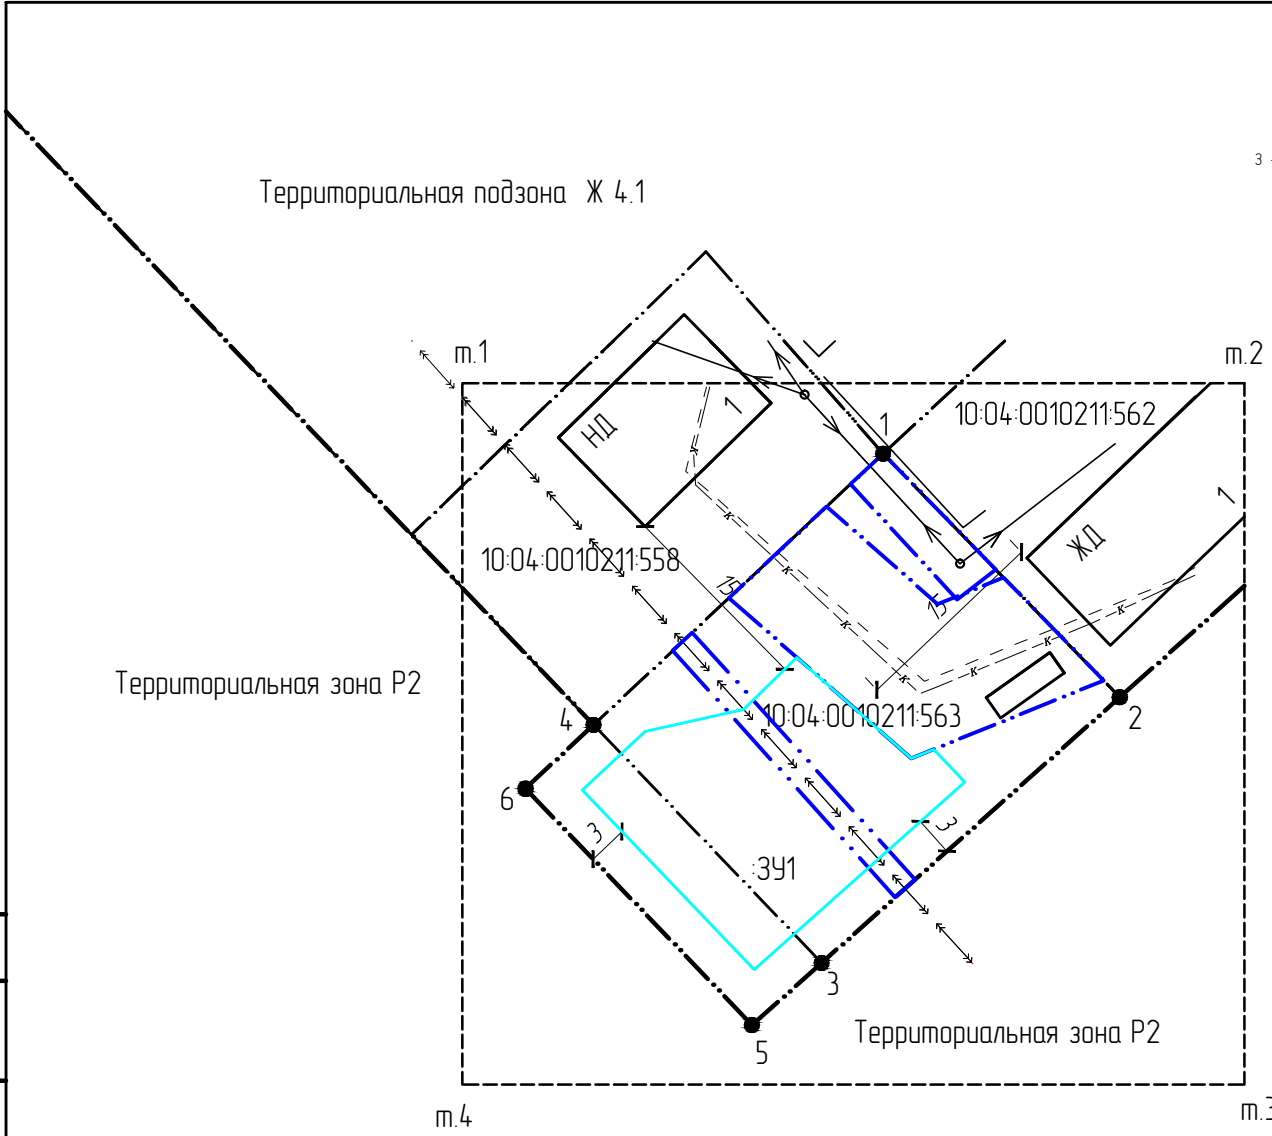 3
Территориальная подзона Ж 4.1
т.1
т.2
10:04:0010211:562
1
1
НД
1
ЖД
к
10:04:0010211:558
15
15
к
к
к
к
к
Территориальная зона Р2
10:04:0010211:563
2
4
6
3
3
:ЗУ1
3
5
Территориальная зона Р2
т.4
т.3